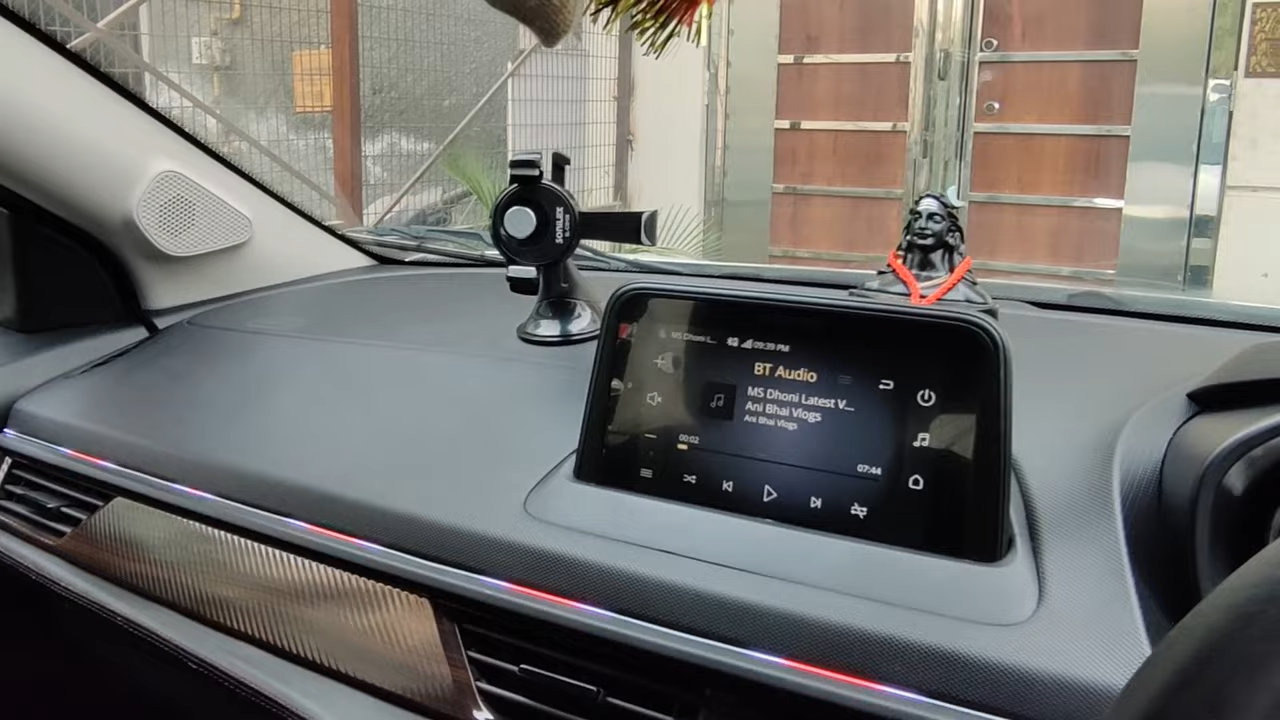 SONILEX
MS Dhoni L...
09:39 PM
BT Audio
MS Dhoni Latest V...
Ani Bhai Vlogs
Ani Bhai Vlogs
00:02
07:44